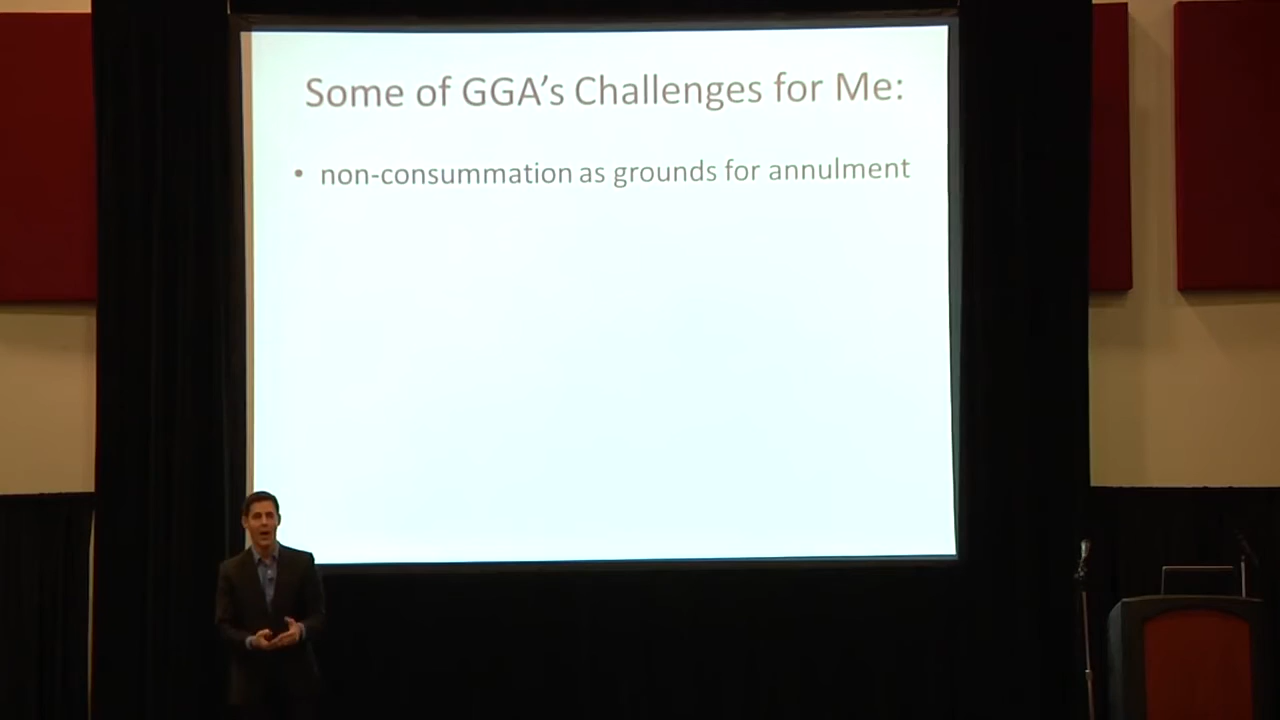 Some of GGA's Challenges for Me:
• non-consummation as grounds for annulment